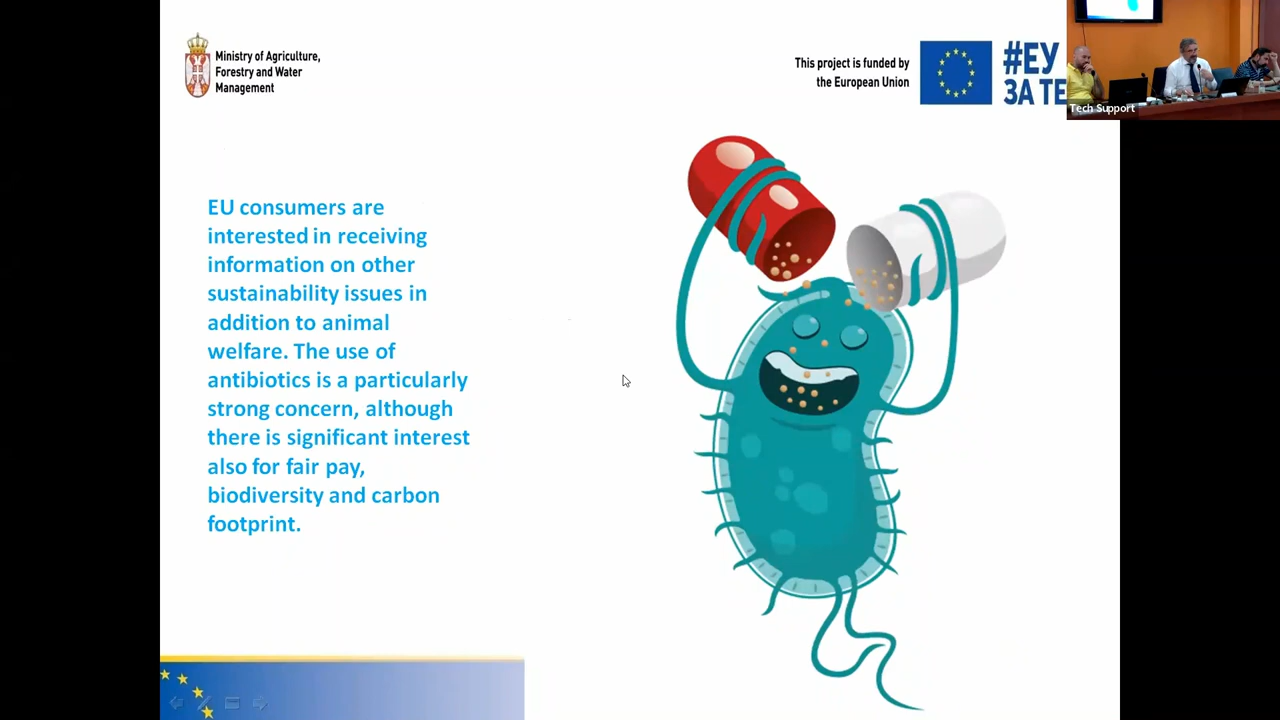 Ministry of Agriculture,
Forestry and Water
Management
This project is funded by
the European Union
#ЕУ
ЗА ТЕ
Tech Support
EU consumers are
interested in receiving
information on other
sustainability issues in
addition to animal
welfare. The use of
antibiotics is a particularly
strong concern, although
there is significant interest
also for fair pay,
biodiversity and carbon
footprint.